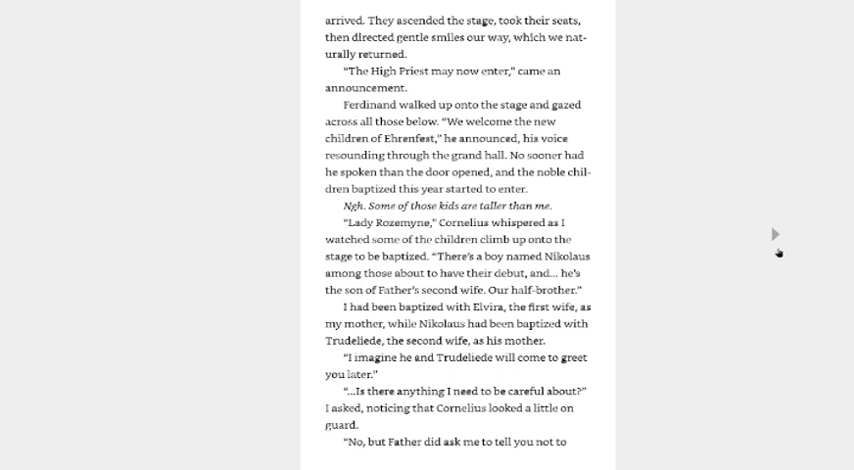 arrived. They ascended the stage, took their seats,
then directed gentle smiles our way, which we nat-
urally returned.
“The High Priest may now enter,” came an
announcement.
Ferdinand walked up onto the stage and gazed
across all those below. “We welcome the new
children of Ehrenfest,” he announced, his voice
resounding through the grand hall. No sooner had
he spoken than the door opened, and the noble chil-
dren baptized this year started to enter.
Ngh. Some of those kids are taller than me.
“Lady Rozemyne,” Cornelius whispered as I
watched some of the children climb up onto the
stage to be baptized. “There’s a boy named Nikolaus
among those about to have their debut, and... he’s
the son of Father’s second wife. Our half-brother.”
I had been baptized with Elvira, the first wife, as
my mother, while Nikolaus had been baptized with
Trudeliede, the second wife, as his mother.
“I imagine he and Trudeliede will come to greet
you later.”
“...Is there anything I need to be careful about?”
I asked, noticing that Cornelius looked a little on
guard.
“No, but Father did ask me to tell you not to